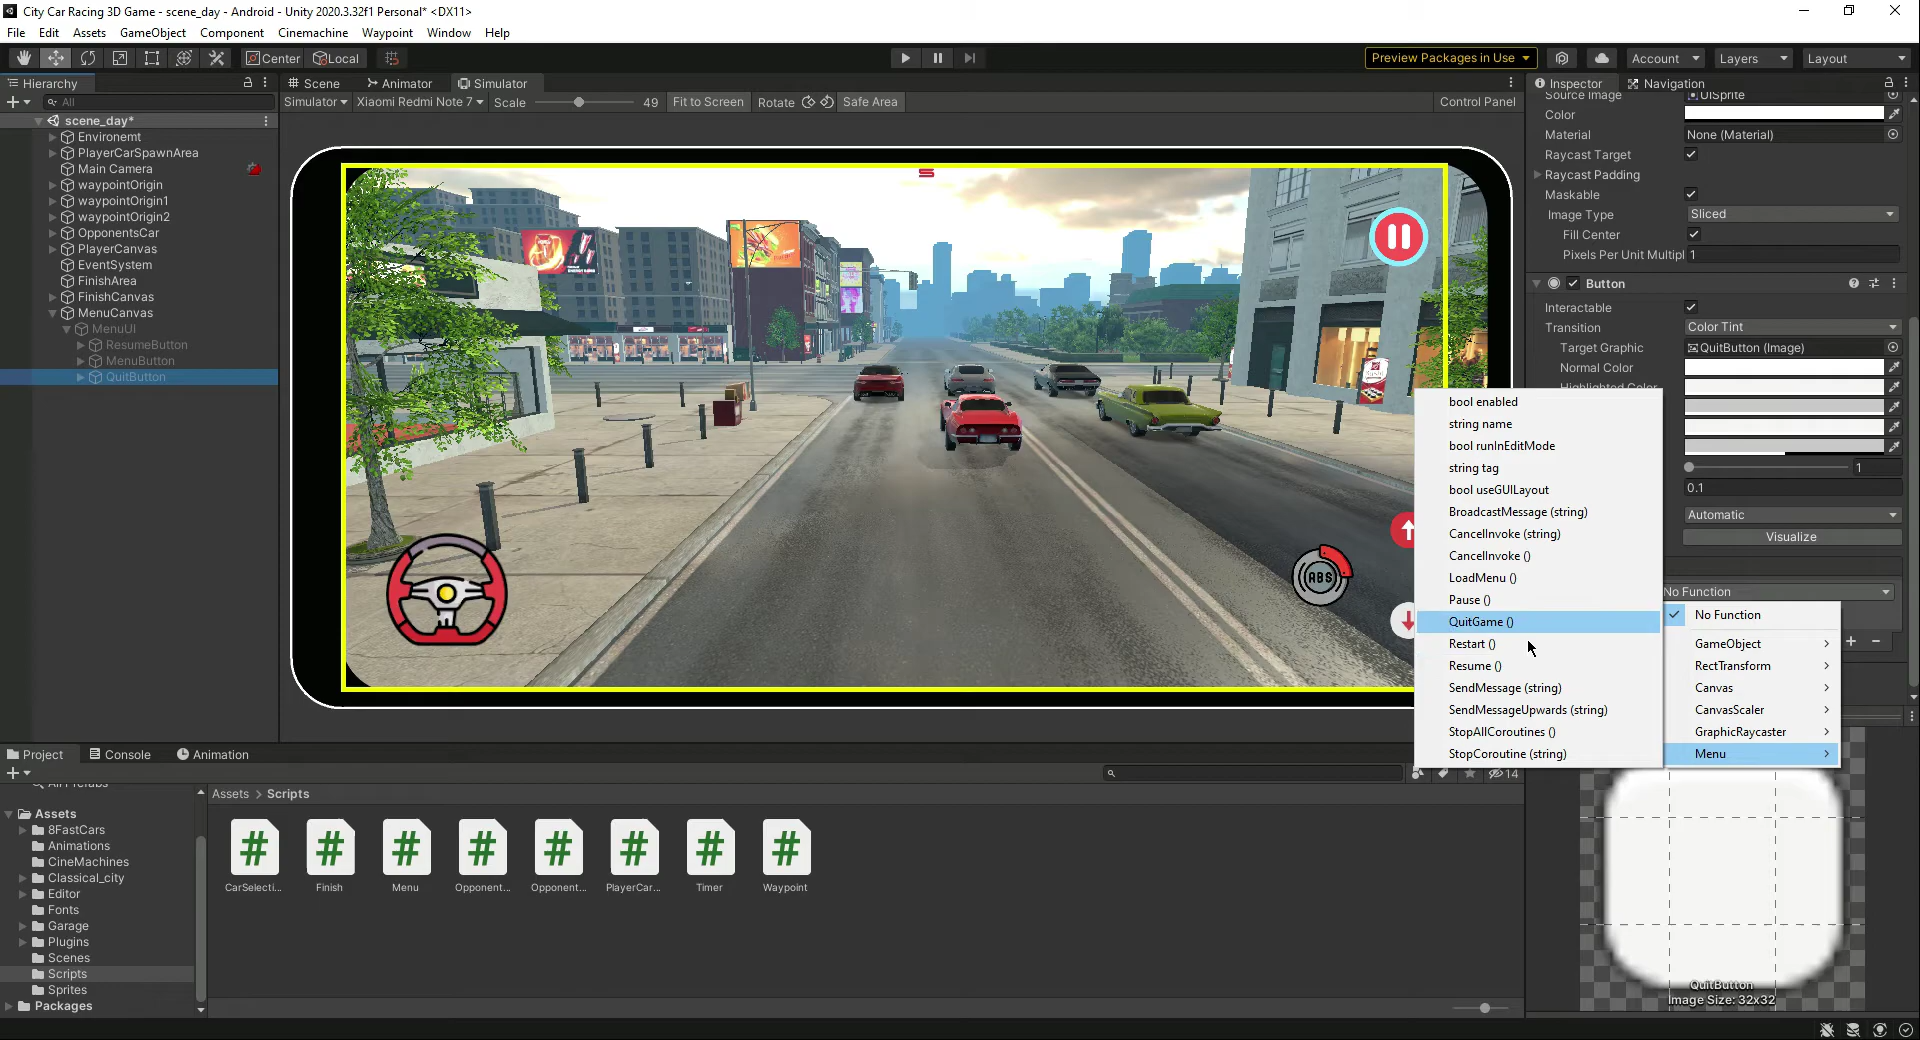 City Car Racing 3D Game - scene_day - Android - Unity 2020.3.32f1 Personal* <DX11>
File Edit Assets GameObject Component Cinemachine Waypoint Window Help
Center Local Preview Packages in Use Account Layers Layout
Hierarchy
All
scene_day*
Environemt
PlayerCarSpawnArea
Main Camera
waypointOrigin
waypointOrigin1
waypointOrigin2
OpponentsCar
PlayerCanvas
EventSystem
FinishArea
FinishCanvas
MenuCanvas
MenuUI
ResumeButton
MenuButton
QuitButton
Scene Animator Simulator
Simulator Xiaomi Redmi Note 7 Scale 49 Fit to Screen Rotate Safe Area Control Panel
ABS
Inspector Navigation
Source Image UISprite
Color
Material None (Material)
Raycast Target
Raycast Padding
Maskable
Image Type Sliced
Fill Center
Pixels Per Unit Multipl 1
Button
Interactable
Transition Color Tint
Target Graphic QuitButton (Image)
Normal Color
Highlighted Color
1
0.1
Automatic
Visualize
No Function
bool enabled
string name
bool runInEditMode
string tag
bool useGUILayout
BroadcastMessage (string)
CancelInvoke (string)
CancelInvoke ()
LoadMenu ()
Pause ()
QuitGame ()
Restart ()
Resume ()
SendMessage (string)
SendMessageUpwards (string)
StopAllCoroutines ()
StopCoroutine (string)
No Function
GameObject
RectTransform
Canvas
CanvasScaler
GraphicRaycaster
Menu
Project Console Animation
14
All Prefabs
Assets
8FastCars
Animations
CineMachines
Classical_city
Editor
Fonts
Garage
Plugins
Scenes
Scripts
Sprites
Packages
Assets > Scripts
CarSelecti... Finish Menu Opponent... Opponent... PlayerCar... Timer Waypoint
QuitButton
Image Size: 32x32